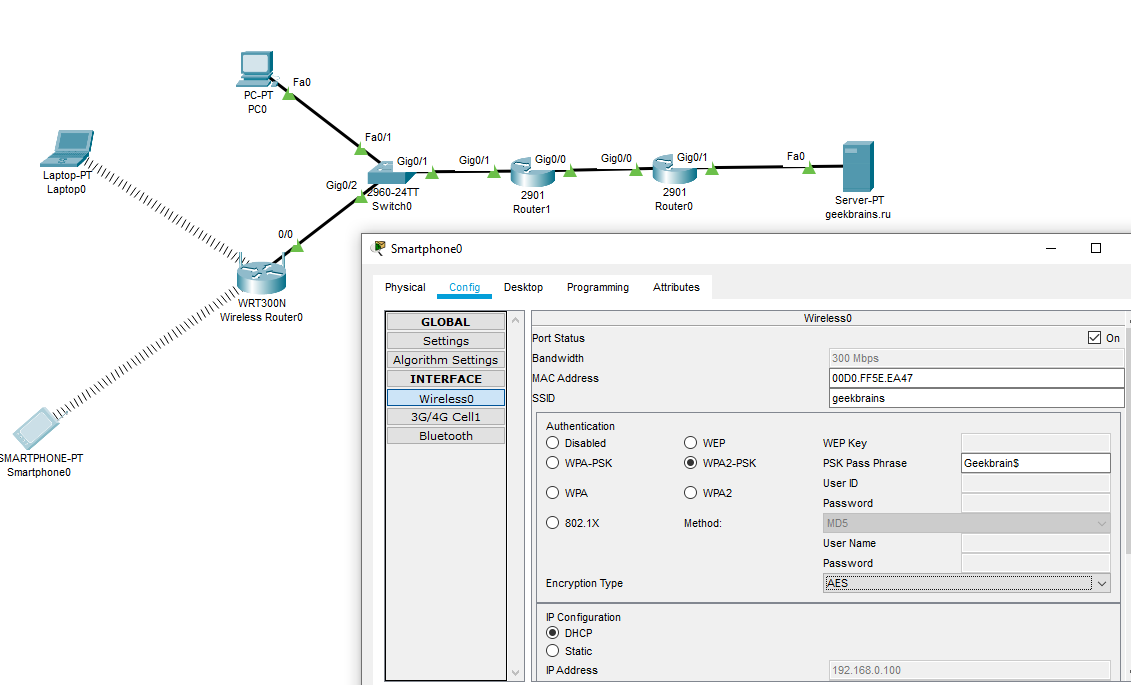 Fa0
PC-PT
PC0
Fa0/1
Laptop-PT
Laptop0
Gig0/1
Gig0/2
2960-24TT
Switch0
Gig0/1
Gig0/0
2901
Router1
Gig0/0
Gig0/1
2901
Router0
Fa0
Server-PT
geekbrains.ru
0/0
WRT300N
Wireless Router0
SMARTPHONE-PT
Smartphone0
Smartphone0
Physical Config Desktop Programming Attributes
GLOBAL
Settings
Algorithm Settings
INTERFACE
Wireless0
3G/4G Cell1
Bluetooth
Wireless0
Port Status On
Bandwidth 300 Mbps
MAC Address 00D0.FF5E.EA47
SSID geekbrains
Authentication
Disabled WEP WEP Key
WPA-PSK WPA2-PSK PSK Pass Phrase Geekbrain$
User ID
WPA WPA2 Password
802.1X Method: MD5
User Name
Password
Encryption Type AES
IP Configuration
DHCP
Static
IP Address 192.168.0.100